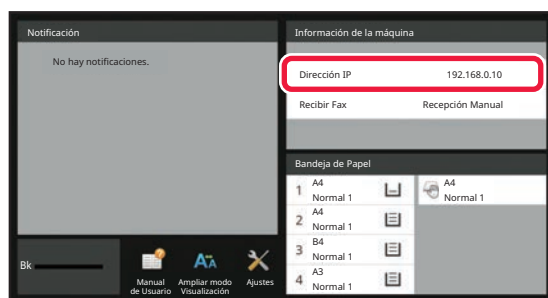 Notificación
No hay notificaciones.
Información de la máquina
Dirección IP 192.168.0.10
Recibir Fax Recepción Manual
Bandeja de Papel
1 A4
Normal 1
A4
Normal 1
2 A4
Normal 1
3 B4
Normal 1
4 A3
Normal 1
Bk
Manual
de Usuario
Ampliar modo
Visualización
Ajustes